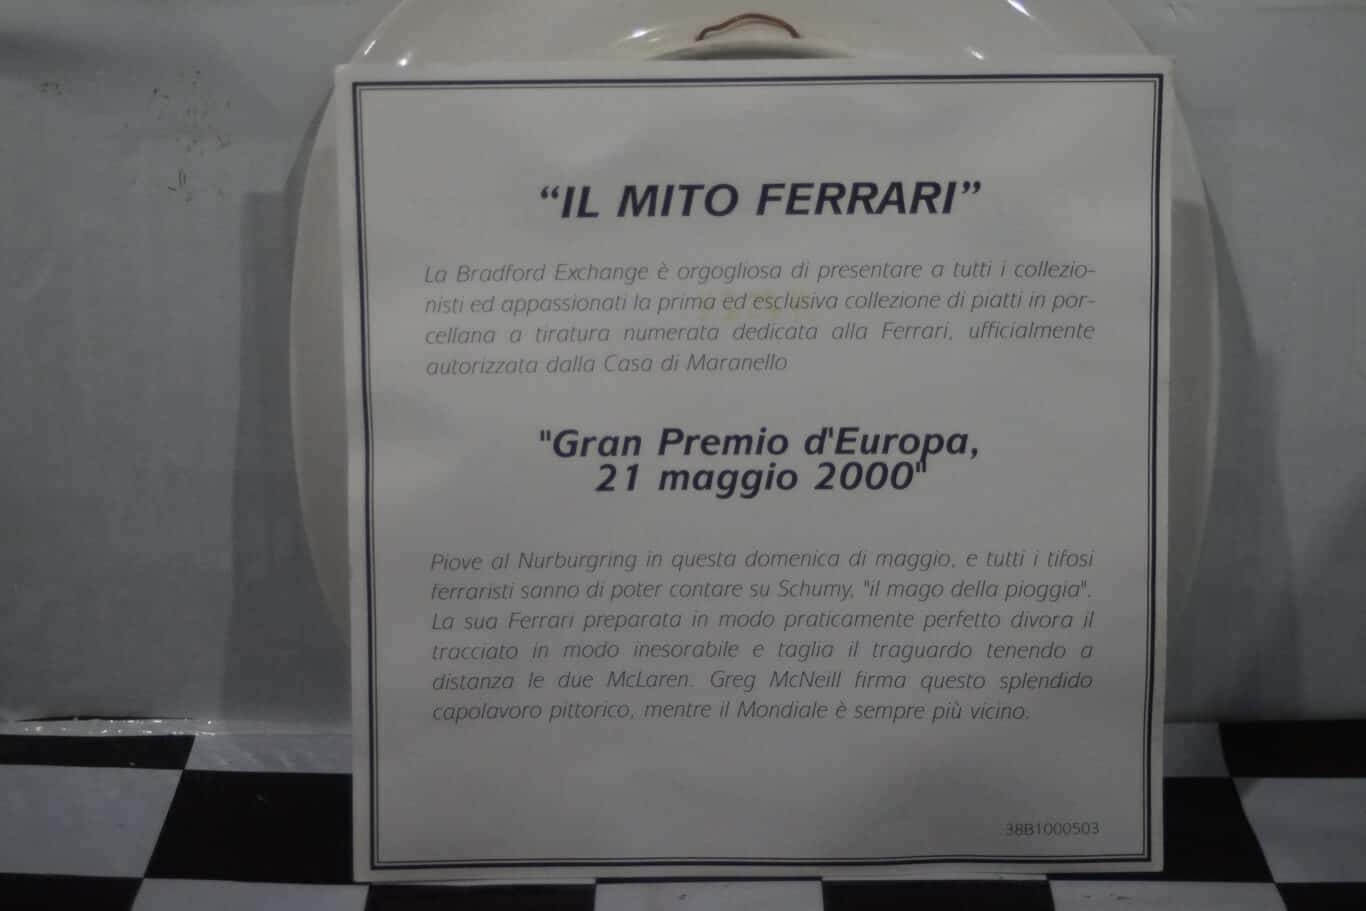 “IL MITO FERRARI”
La Bradford Exchange è orgogliosa di presentare a tutti i collezio-
nisti ed appassionati la prima ed esclusiva collezione di piatti in por-
cellana a tiratura numerata dedicata alla Ferrari, ufficialmente
autorizzata dalla Casa di Maranello
"Gran Premio d'Europa,
21 maggio 2000"
Piove al Nurburgring in questa domenica di maggio, e tutti i tifosi
ferraristi sanno di poter contare su Schumy, "il mago della pioggia".
La sua Ferrari preparata in modo praticamente perfetto divora il
tracciato in modo inesorabile e taglia il traguardo tenendo a
distanza le due McLaren. Greg McNeill firma questo splendido
capolavoro pittorico, mentre il Mondiale è sempre più vicino.
38B1000503